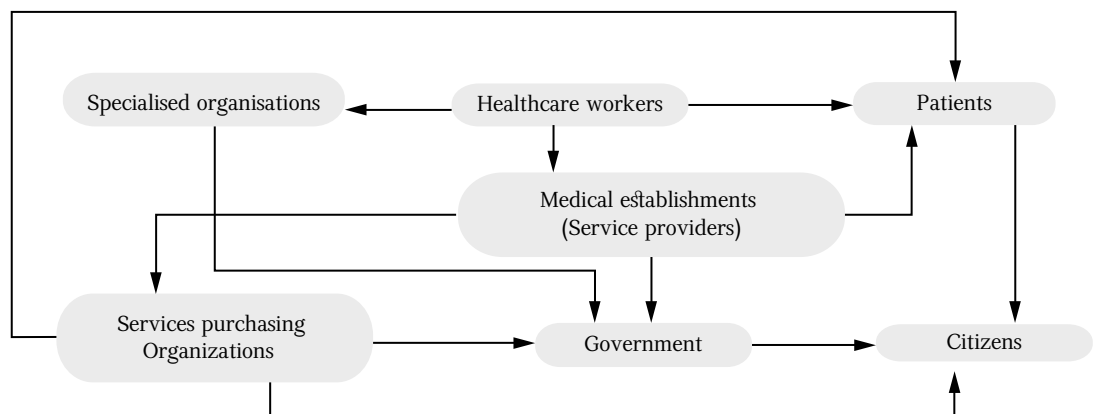 Specialised organisations
Healthcare workers
Patients
Medical establishments
(Service providers)
Services purchasing
Organizations
Government
Citizens